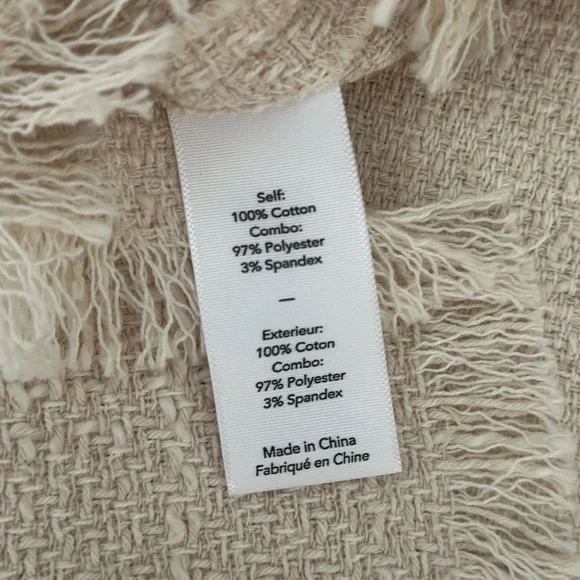 Self:
100% Cotton
Combo:
97% Polyester
3% Spandex
—
Exterieur:
100% Coton
Combo:
97% Polyester
3% Spandex
Made in China
Fabriqué en Chine